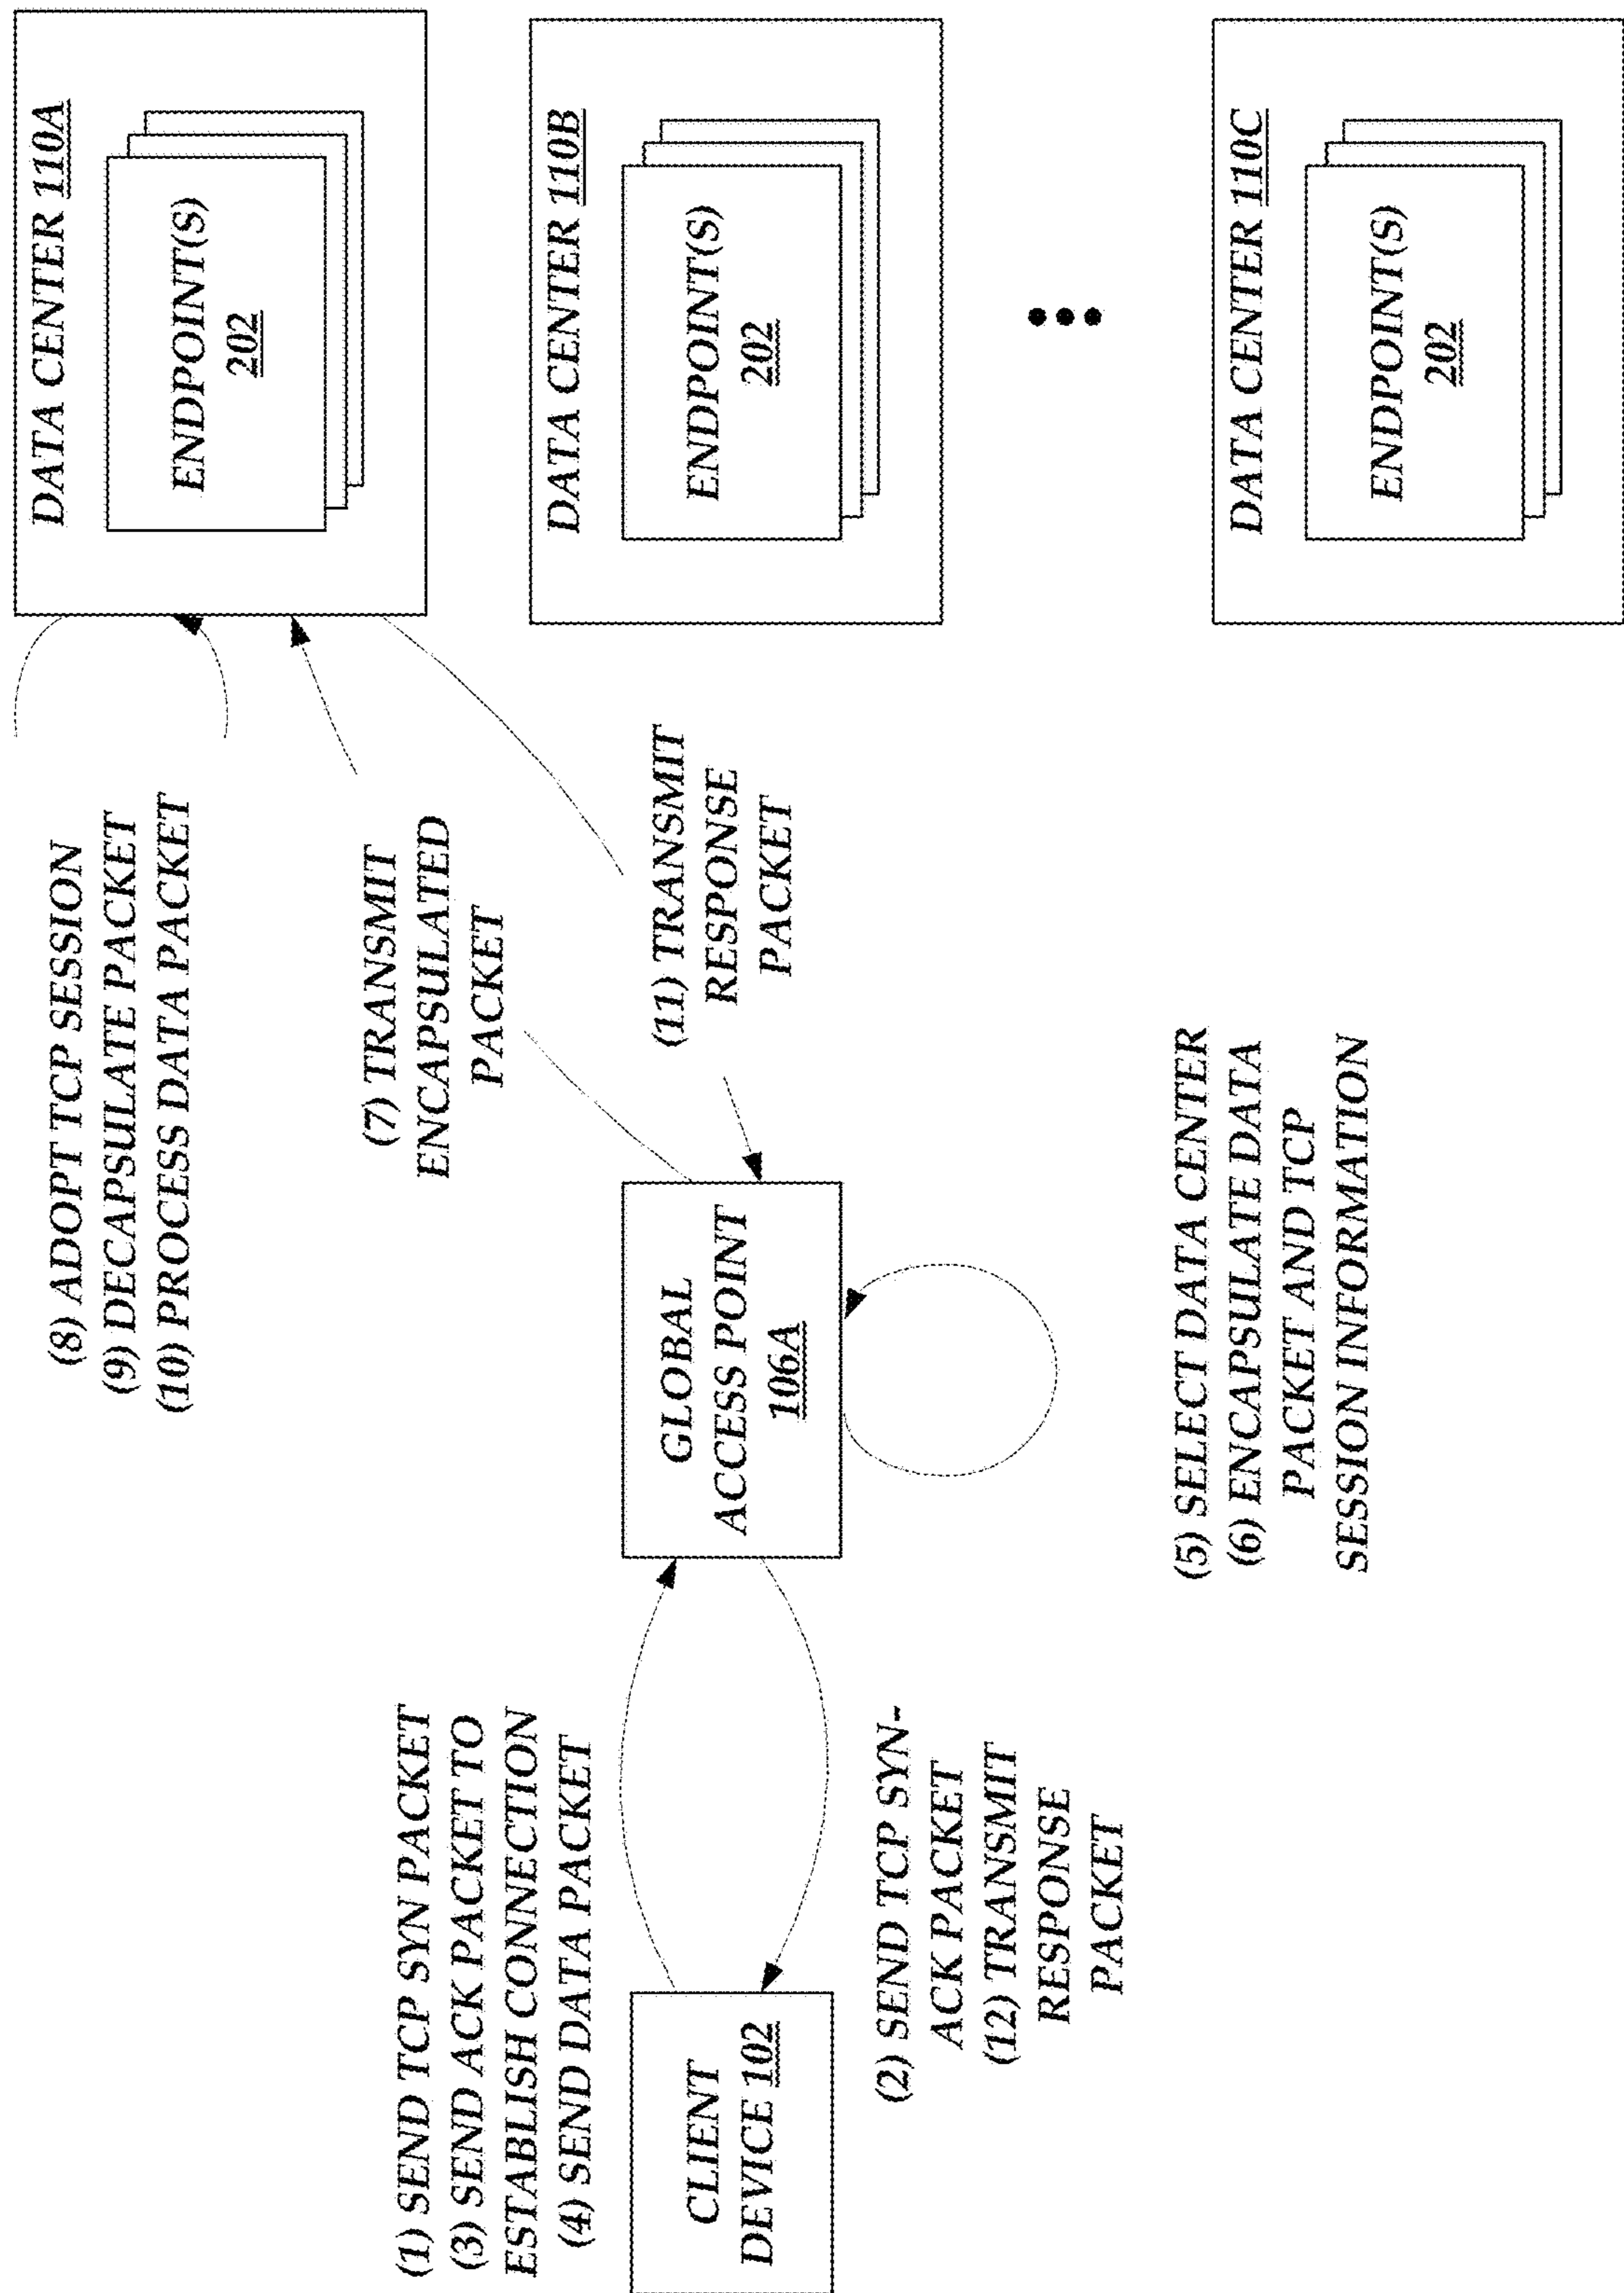 (1) SEND TCP SYN PACKET
(3) SEND ACK PACKET TO
ESTABLISH CONNECTION
(4) SEND DATA PACKET
CLIENT
DEVICE 102
(2) SEND TCP SYN-
ACK PACKET
(12) TRANSMIT
RESPONSE
PACKET
GLOBAL
ACCESS POINT
106A
(5) SELECT DATA CENTER
(6) ENCAPSULATE DATA
PACKET AND TCP
SESSION INFORMATION
(8) ADOPT TCP SESSION
(9) DECAPSULATE PACKET
(10) PROCESS DATA PACKET
(7) TRANSMIT
ENCAPSULATED
PACKET
(11) TRANSMIT
RESPONSE
PACKET
DATA CENTER 110A
ENDPOINT(S)
202
DATA CENTER 110B
ENDPOINT(S)
202
DATA CENTER 110C
ENDPOINT(S)
202